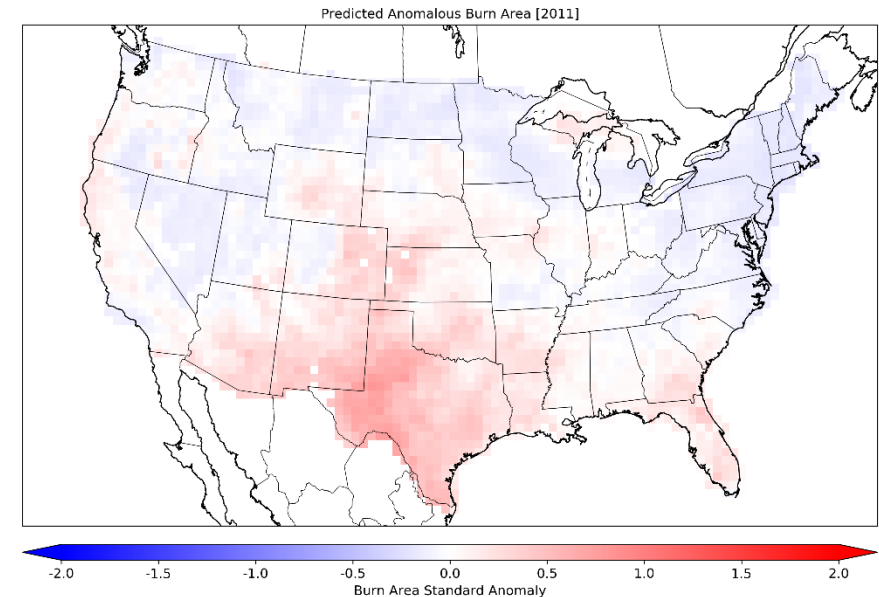 Predicted Anomalous Burn Area [2011]
-2.0 -1.5 -1.0 -0.5 0.0 0.5 1.0 1.5 2.0
Burn Area Standard Anomaly